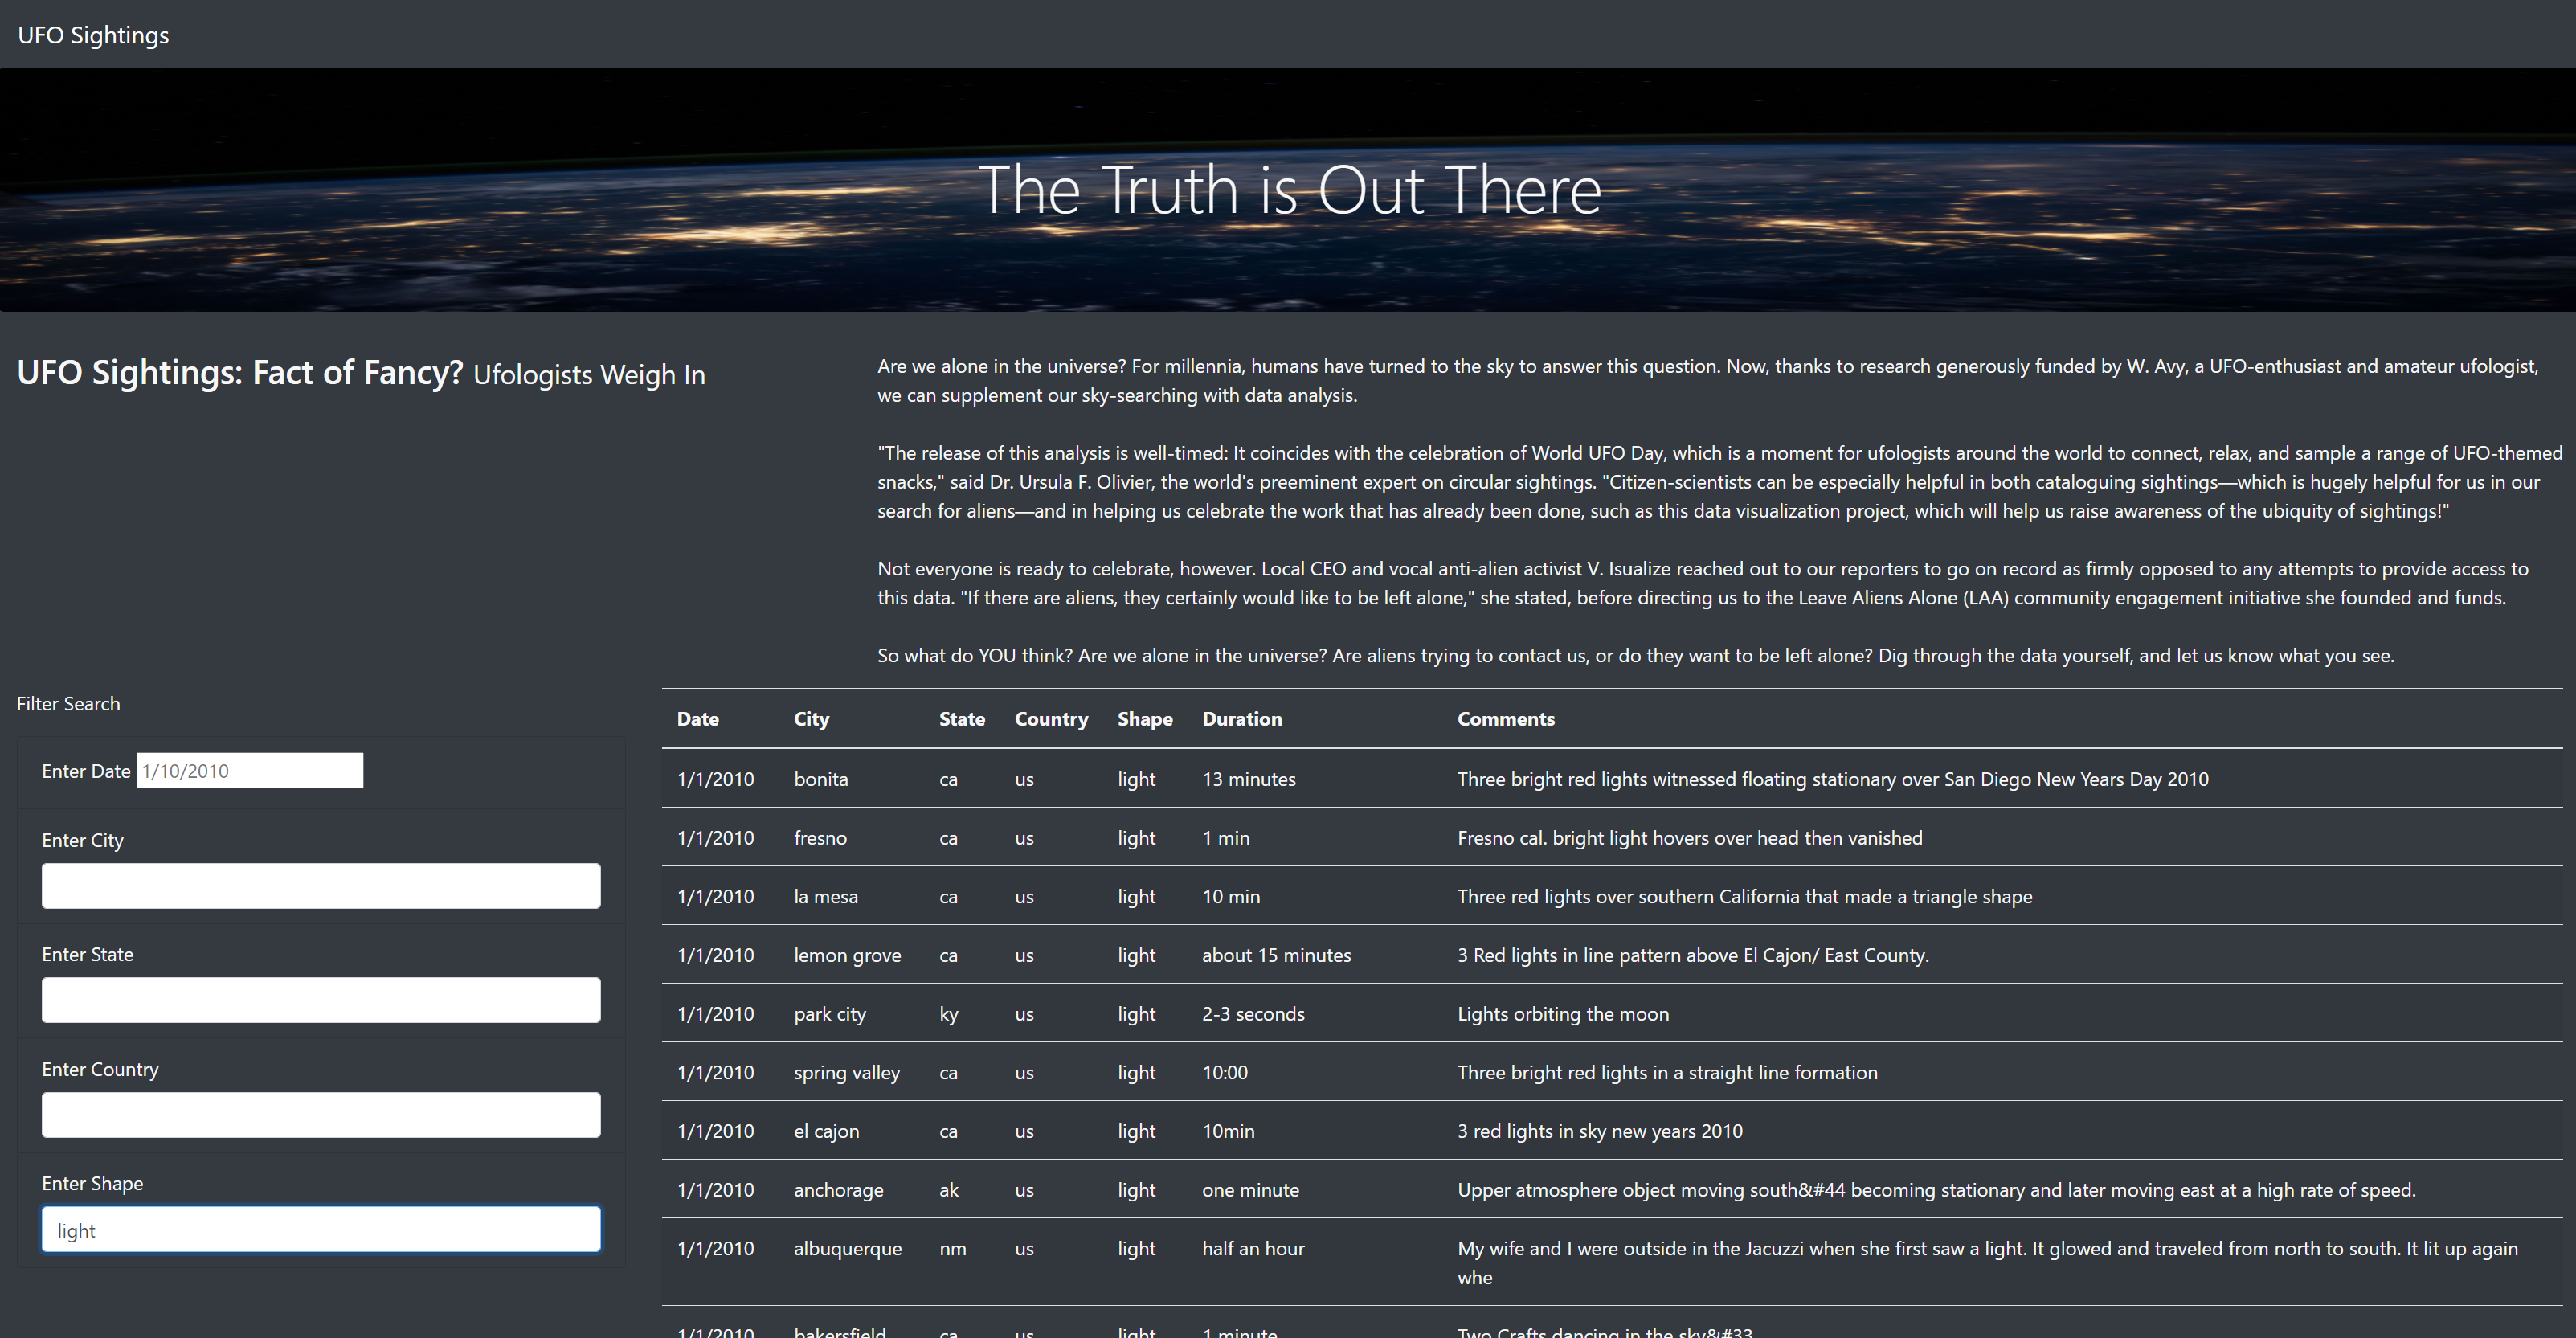 UFO Sightings
The Truth is Out There
UFO Sightings: Fact of Fancy? Ufologists Weigh In
Are we alone in the universe? For millennia, humans have turned to the sky to answer this question. Now, thanks to research generously funded by W. Avy, a UFO-enthusiast and amateur ufologist,
we can supplement our sky-searching with data analysis.
"The release of this analysis is well-timed: It coincides with the celebration of World UFO Day, which is a moment for ufologists around the world to connect, relax, and sample a range of UFO-themed
snacks," said Dr. Ursula F. Olivier, the world's preeminent expert on circular sightings. "Citizen-scientists can be especially helpful in both cataloguing sightings—which is hugely helpful for us in our
search for aliens—and in helping us celebrate the work that has already been done, such as this data visualization project, which will help us raise awareness of the ubiquity of sightings!"
Not everyone is ready to celebrate, however. Local CEO and vocal anti-alien activist V. Isualize reached out to our reporters to go on record as firmly opposed to any attempts to provide access to
this data. "If there are aliens, they certainly would like to be left alone," she stated, before directing us to the Leave Aliens Alone (LAA) community engagement initiative she founded and funds.
So what do YOU think? Are we alone in the universe? Are aliens trying to contact us, or do they want to be left alone? Dig through the data yourself, and let us know what you see.
Filter Search
Enter Date 1/10/2010
Enter City
Enter State
Enter Country
Enter Shape
light
Date City State Country Shape Duration Comments
1/1/2010 bonita ca us light 13 minutes Three bright red lights witnessed floating stationary over San Diego New Years Day 2010
1/1/2010 fresno ca us light 1 min Fresno cal. bright light hovers over head then vanished
1/1/2010 la mesa ca us light 10 min Three red lights over southern California that made a triangle shape
1/1/2010 lemon grove ca us light about 15 minutes 3 Red lights in line pattern above El Cajon/ East County.
1/1/2010 park city ky us light 2-3 seconds Lights orbiting the moon
1/1/2010 spring valley ca us light 10:00 Three bright red lights in a straight line formation
1/1/2010 el cajon ca us light 10min 3 red lights in sky new years 2010
1/1/2010 anchorage ak us light one minute Upper atmosphere object moving south&#44 becoming stationary and later moving east at a high rate of speed.
1/1/2010 albuquerque nm us light half an hour My wife and I were outside in the Jacuzzi when she first saw a light. It glowed and traveled from north to south. It lit up again
whe
1/1/2010 bakersfield ca us light 1 minute Two Crafts dancing in the sky&#33